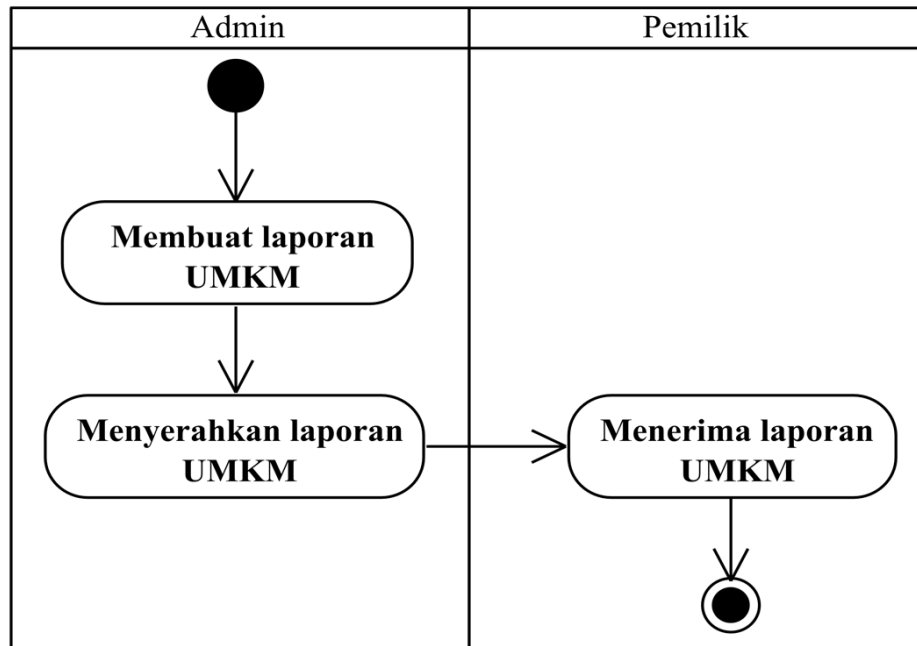 Admin
Pemilik
Membuat laporan
UMKM
Menyerahkan laporan
UMKM
Menerima laporan
UMKM